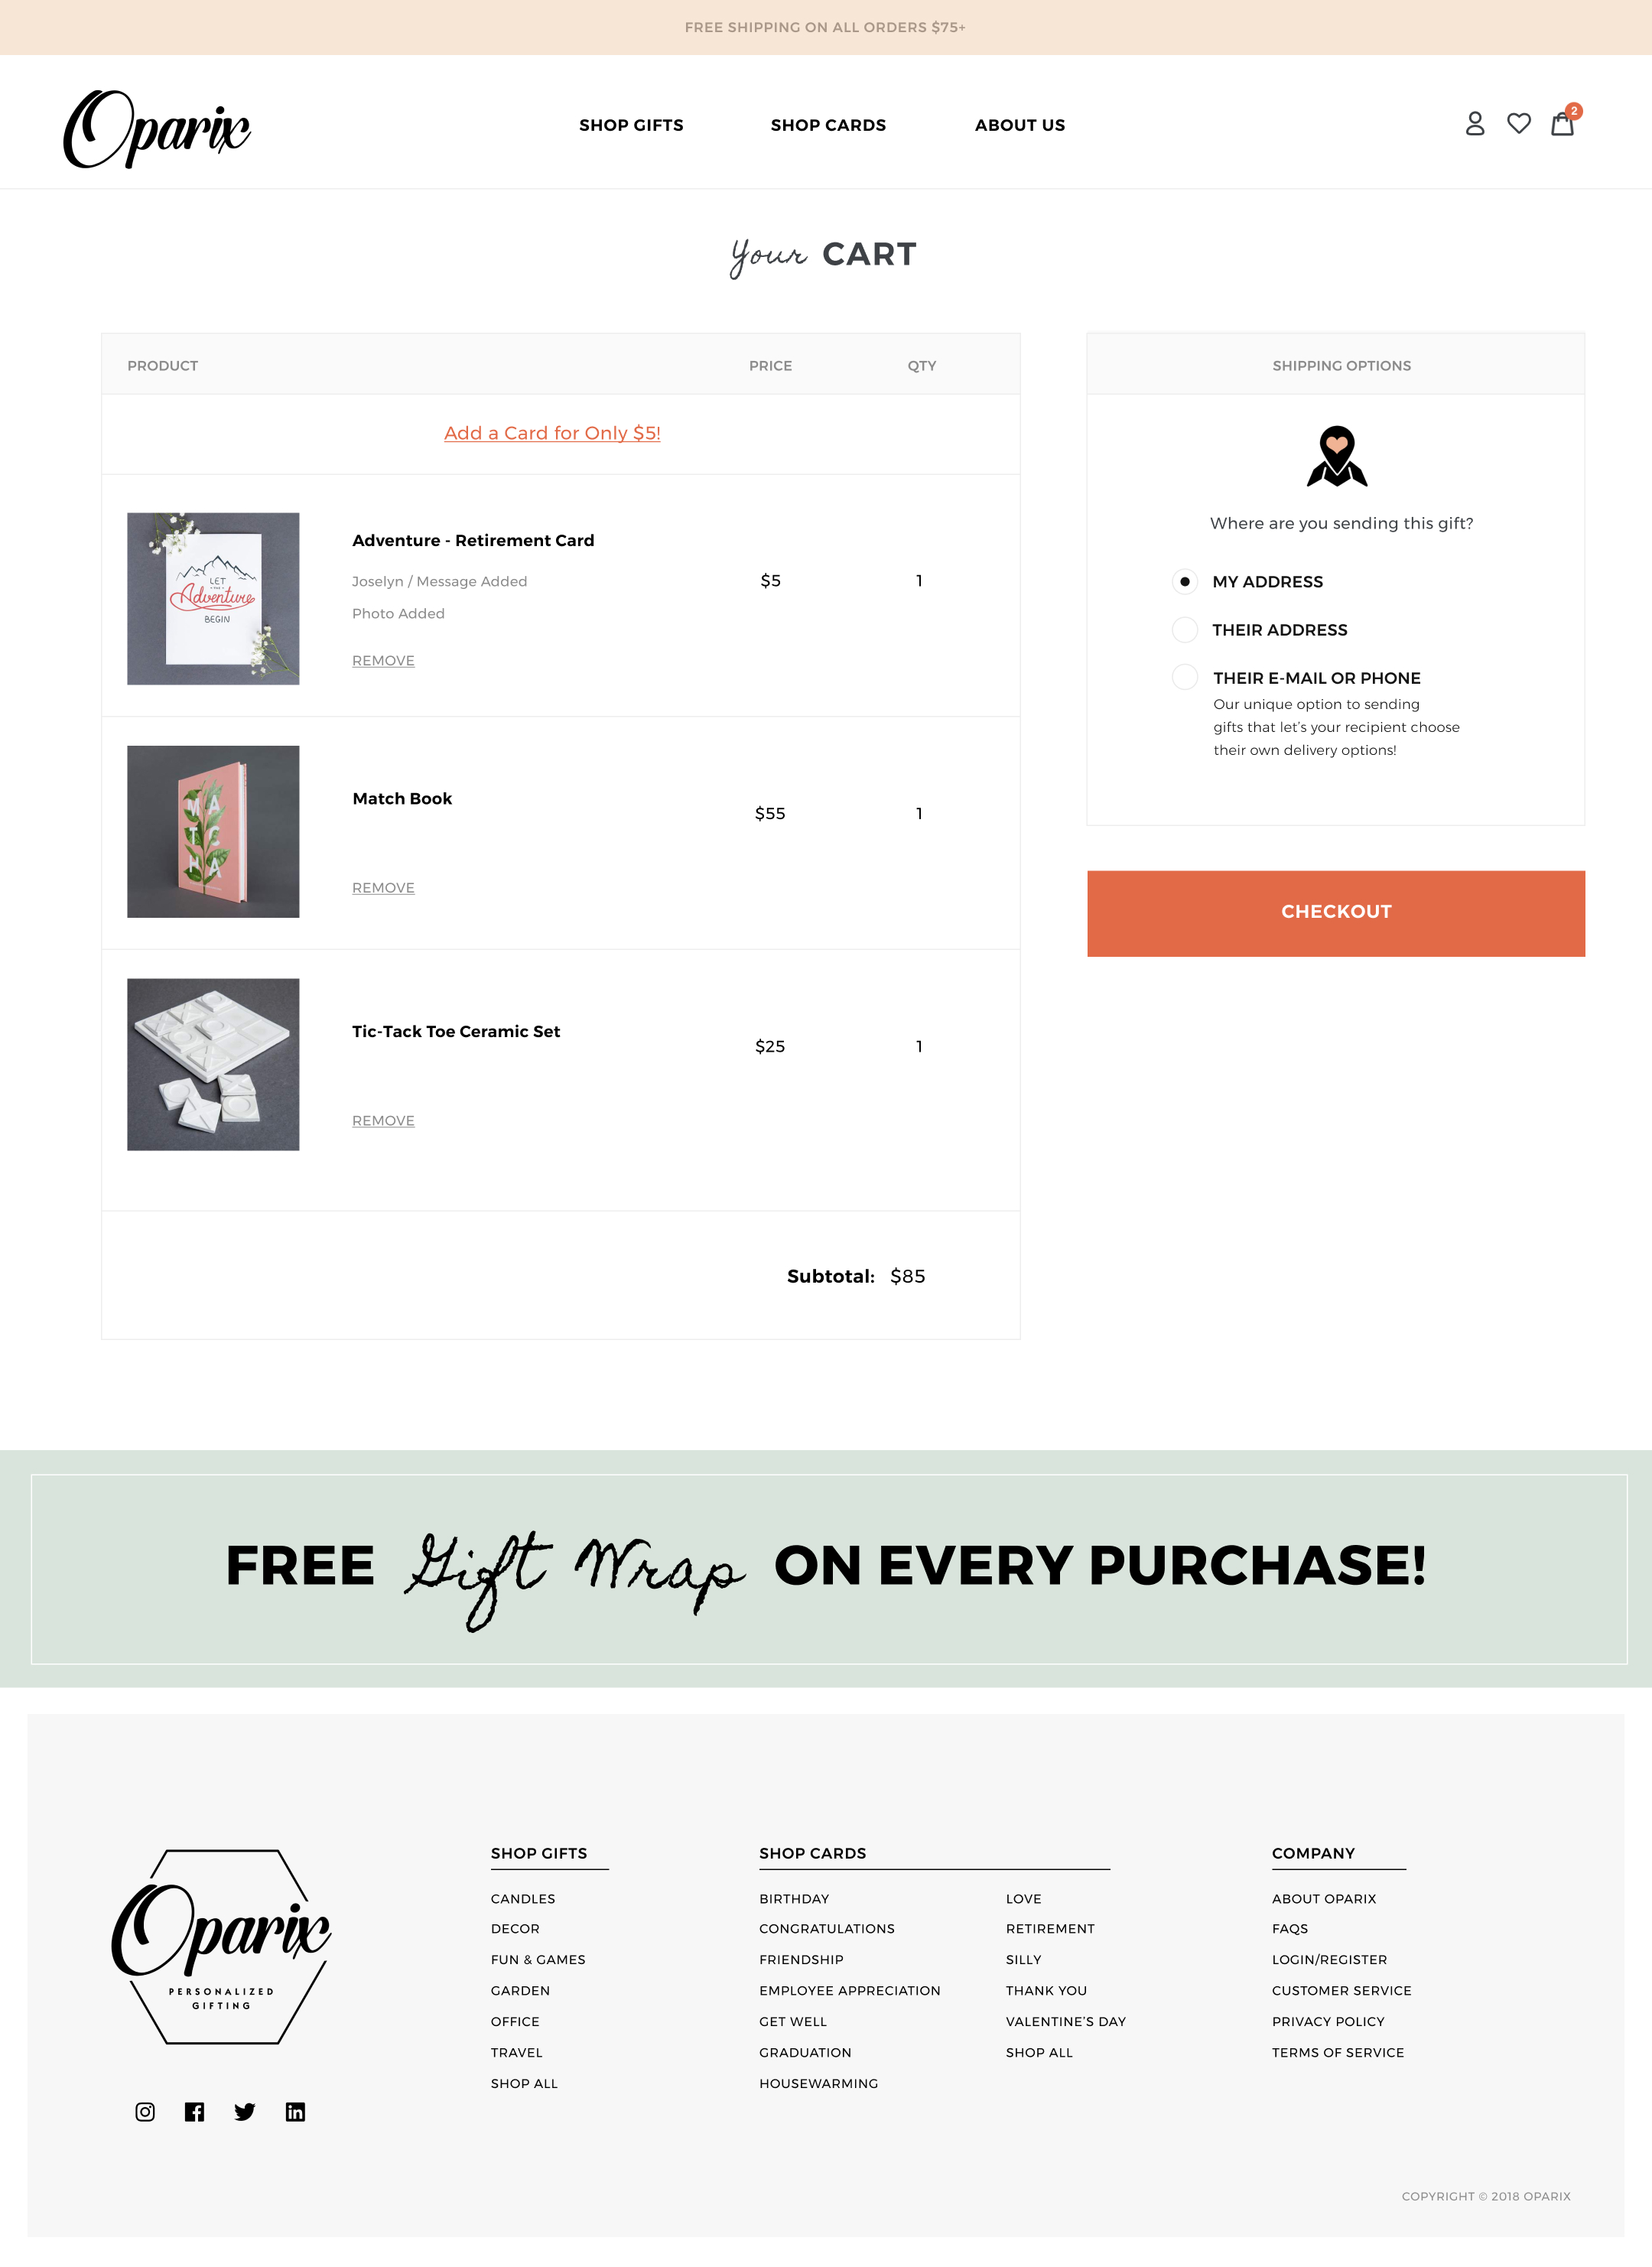 FREE SHIPPING ON ALL ORDERS $75+
Oparix
SHOP GIFTS
SHOP CARDS
ABOUT US
2
Your CART
PRODUCT PRICE QTY
Add a Card for Only $5!
LET
Adventure
BEGIN
Adventure - Retirement Card
Joselyn / Message Added
Photo Added
REMOVE
$5
1
MA
TC
HA
Match Book
REMOVE
$55
1
Tic-Tack Toe Ceramic Set
REMOVE
$25
1
Subtotal: $85
SHIPPING OPTIONS
Where are you sending this gift?
MY ADDRESS
THEIR ADDRESS
THEIR E-MAIL OR PHONE
Our unique option to sending
gifts that let's your recipient choose
their own delivery options!
CHECKOUT
FREE Gift Wrap ON EVERY PURCHASE!
Oparix
PERSONALIZED
GIFTING
SHOP GIFTS
CANDLES
DECOR
FUN & GAMES
GARDEN
OFFICE
TRAVEL
SHOP ALL
SHOP CARDS
BIRTHDAY
CONGRATULATIONS
FRIENDSHIP
EMPLOYEE APPRECIATION
GET WELL
GRADUATION
HOUSEWARMING
LOVE
RETIREMENT
SILLY
THANK YOU
VALENTINE'S DAY
SHOP ALL
COMPANY
ABOUT OPARIX
FAQS
LOGIN/REGISTER
CUSTOMER SERVICE
PRIVACY POLICY
TERMS OF SERVICE
COPYRIGHT © 2018 OPARIX